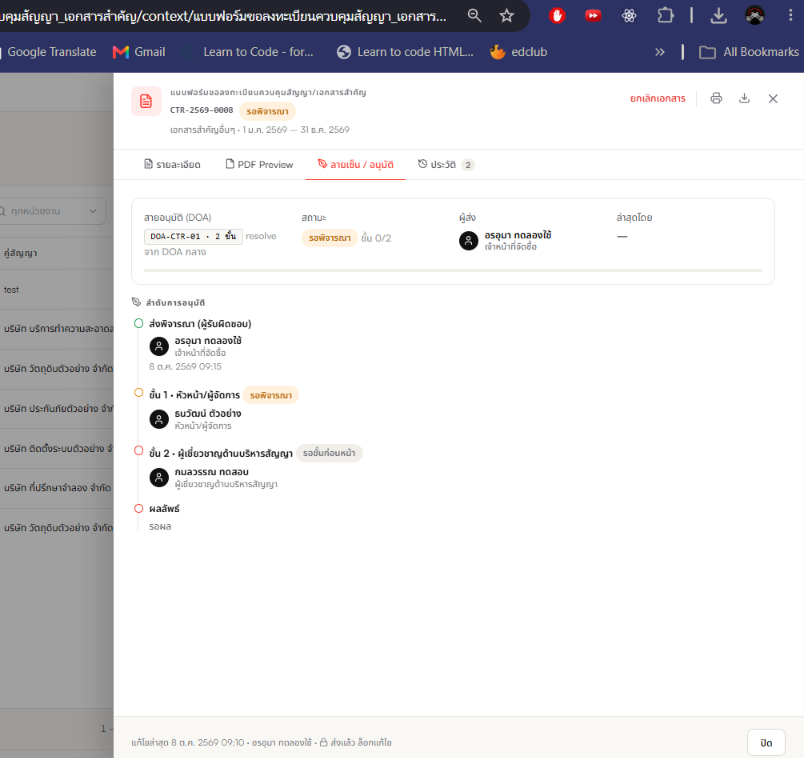 บคุมสัญญา_เอกสารสำคัญ/context/แบบฟอร์มขอลงทะเบียนควบคุมสัญญา_เอกสาร...
Google Translate
Gmail
Learn to Code - for...
Learn to code HTML...
edclub
All Bookmarks
แบบฟอร์มขอลงทะเบียนควบคุมสัญญา/เอกสารสำคัญ
CTR-2569-0008 รอพิจารณา
เอกสารสำคัญอื่นๆ • 1 ม.ค. 2569 — 31 ธ.ค. 2569
ยกเลิกเอกสาร
รายละเอียด
PDF Preview
ลายเซ็น / อนุมัติ
ประวัติ 2
ทุกหน่วยงาน
คู่สัญญา
test
บริษัท บริการทำความสะอาด
บริษัท วัตถุดิบตัวอย่าง จำกัด
บริษัท ประกันภัยตัวอย่าง จำก
บริษัท ติดตั้งระบบตัวอย่าง จำ
บริษัท ที่ปรึกษาจำลอง จำกัด
บริษัท วัตถุดิบตัวอย่าง จำกัด
1 –
สายอนุมัติ (DOA)
DOA-CTR-01 • 2 ขั้น resolve
จาก DOA กลาง
สถานะ
รอพิจารณา ขั้น 0/2
ผู้ส่ง
อรอุมา ทดลองใช้
เจ้าหน้าที่จัดซื้อ
ล่าสุดโดย
—
ลำดับการอนุมัติ
ส่งพิจารณา (ผู้รับผิดชอบ)
อรอุมา ทดลองใช้
เจ้าหน้าที่จัดซื้อ
8 ต.ค. 2569 09:15
ขั้น 1 • หัวหน้า/ผู้จัดการ รอพิจารณา
ธนวัฒน์ ตัวอย่าง
หัวหน้า/ผู้จัดการ
ขั้น 2 • ผู้เชี่ยวชาญด้านบริหารสัญญา รอขั้นก่อนหน้า
กมลวรรณ ทดสอบ
ผู้เชี่ยวชาญด้านบริหารสัญญา
ผลลัพธ์
รอผล
แก้ไขล่าสุด 8 ต.ค. 2569 09:10 • อรอุมา ทดลองใช้ • ส่งแล้ว ล็อกแก้ไข
ปิด